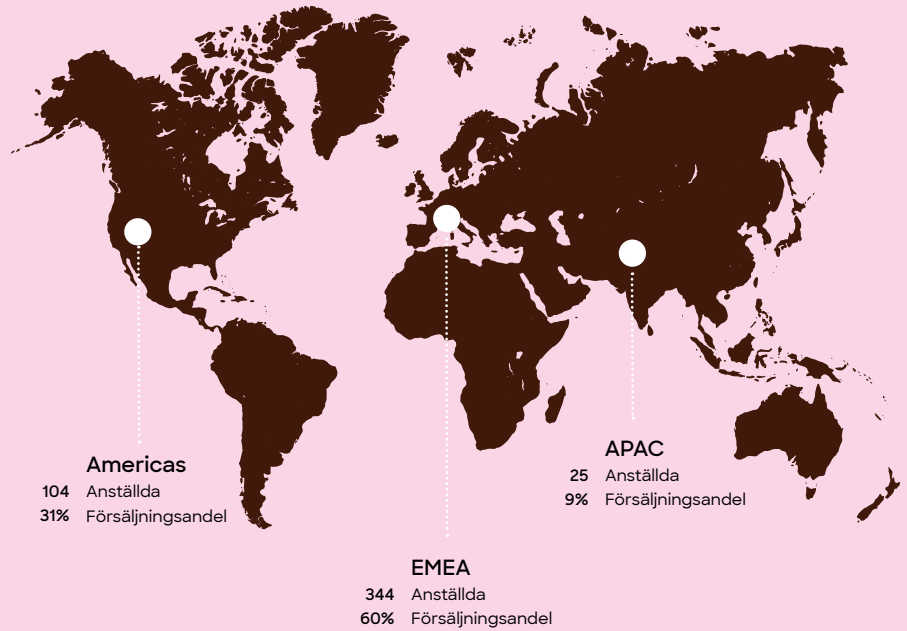 Americas
104 Anställda
31% Försäljningsandel
APAC
25 Anställda
9% Försäljningsandel
EMEA
344 Anställda
60% Försäljningsandel